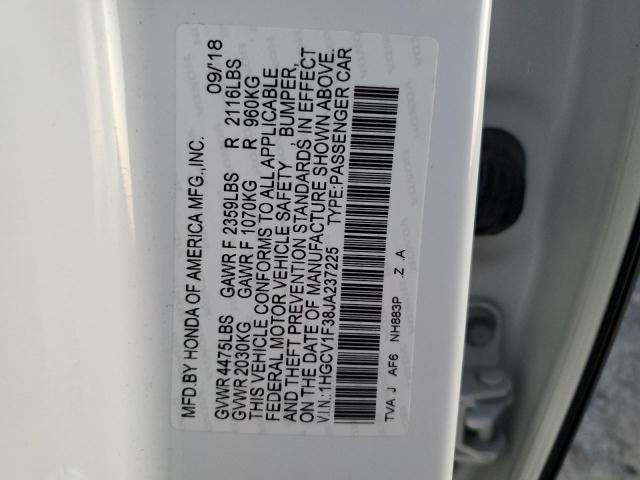 MFD.BY HONDA OF AMERICA MFG.,INC. 09/'18
GVWR 4475LBS GAWR F 2359LBS R 2116LBS
GVWR 2030KG GAWR F 1070KG R 960KG
THIS VEHICLE CONFORMS TO ALL APPLICABLE
FEDERAL MOTOR VEHICLE SAFETY BUMPER,
AND THEFT PREVENTION STANDARDS, IN EFFECT
ON THE DATE OF MANUFACTURE SHOWN ABOVE.
V.I.N.:1HGCV1F38JA237225 TYPE:PASSENGER CAR
TVA J AF6 NH883P .Z .A